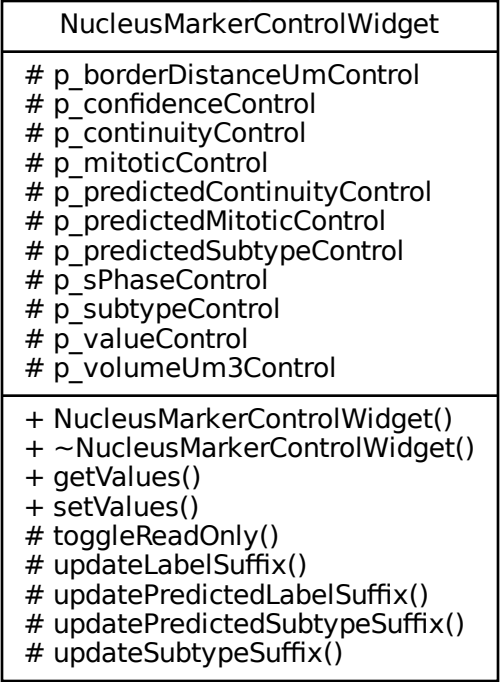 NucleusMarkerControlWidget
# p_borderDistanceUmControl
# p_confidenceControl
# p_continuityControl
# p_mitoticControl
# p_predictedContinuityControl
# p_predictedMitoticControl
# p_predictedSubtypeControl
# p_sPhaseControl
# p_subtypeControl
# p_valueControl
# p_volumeUm3Control
+ NucleusMarkerControlWidget()
+ ~NucleusMarkerControlWidget()
+ getValues()
+ setValues()
# toggleReadOnly()
# updateLabelSuffix()
# updatePredictedLabelSuffix()
# updatePredictedSubtypeSuffix()
# updateSubtypeSuffix()